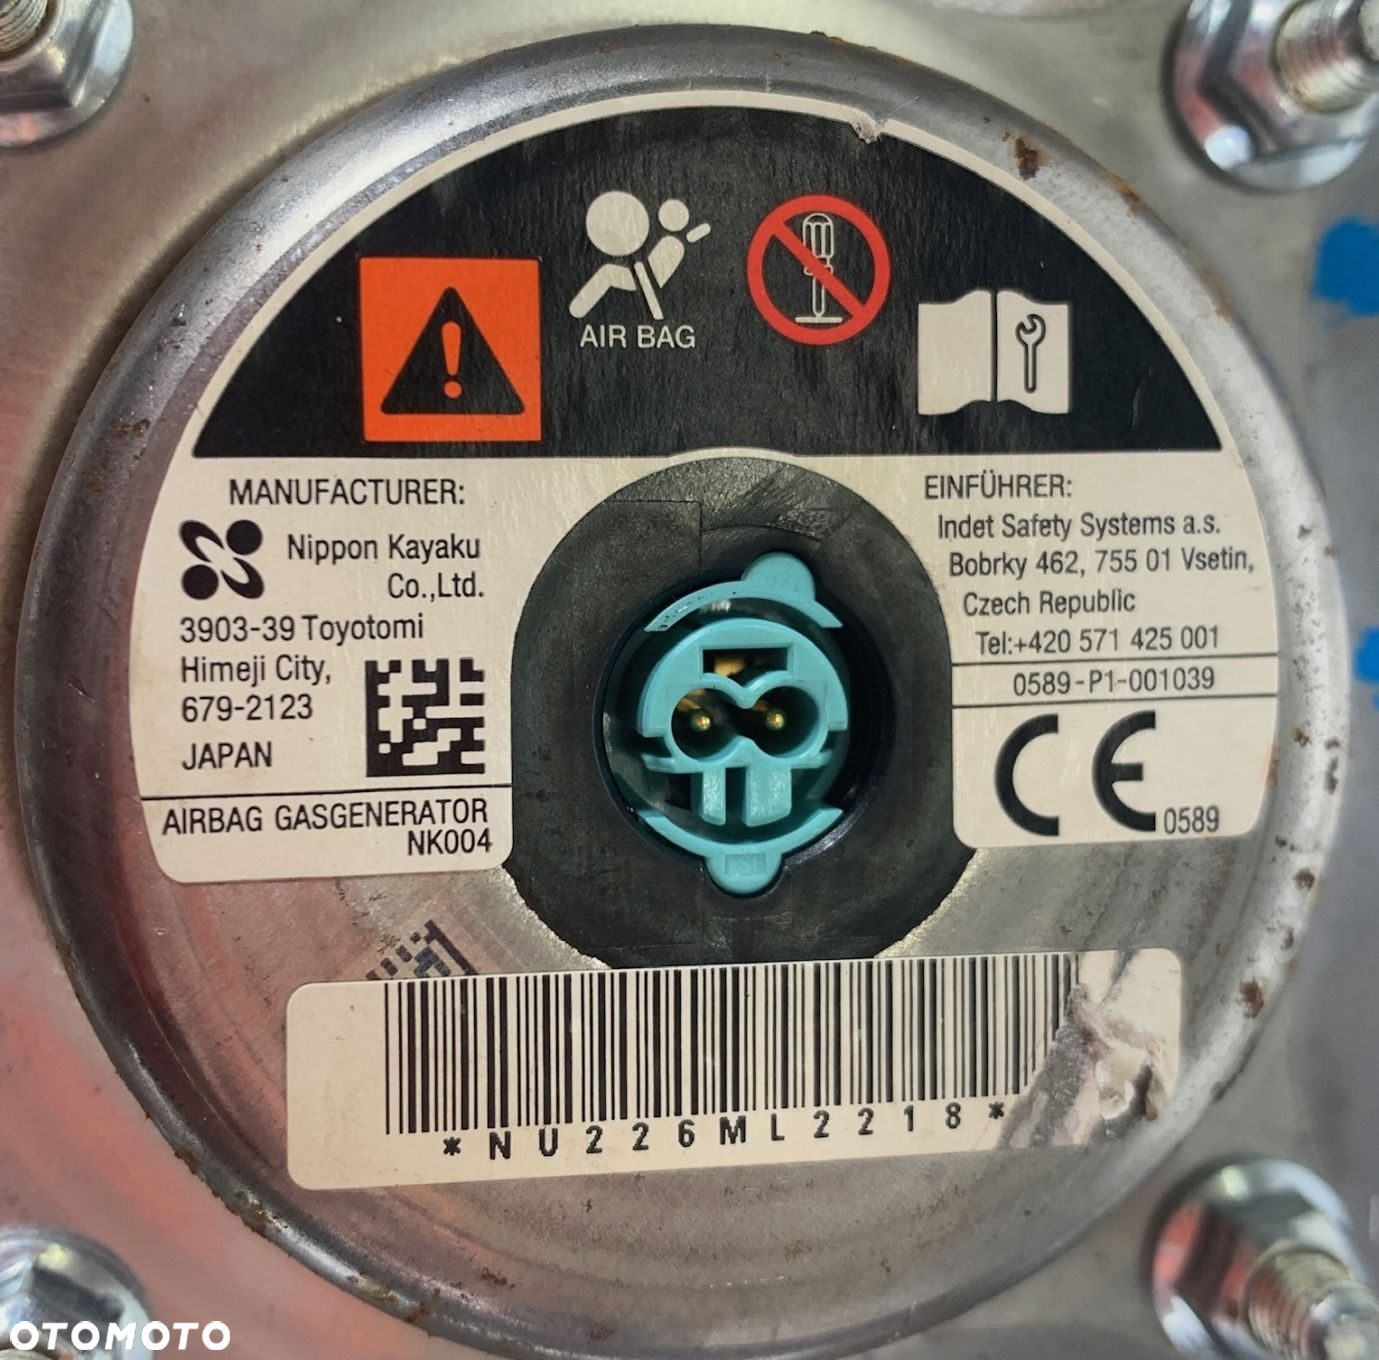 AIR BAG
MANUFACTURER:
Nippon Kayaku
Co.,Ltd.
3903-39 Toyotomi
Himeji City,
679-2123
JAPAN
AIRBAG GASGENERATOR
NK004
EINFÜHRER:
Indet Safety Systems a.s.
Bobrky 462, 755 01 Vsetin,
Czech Republic
Tel:+420 571 425 001
0589-P1-001039
CE 0589
*NU226ML2218*
OTOMOTO